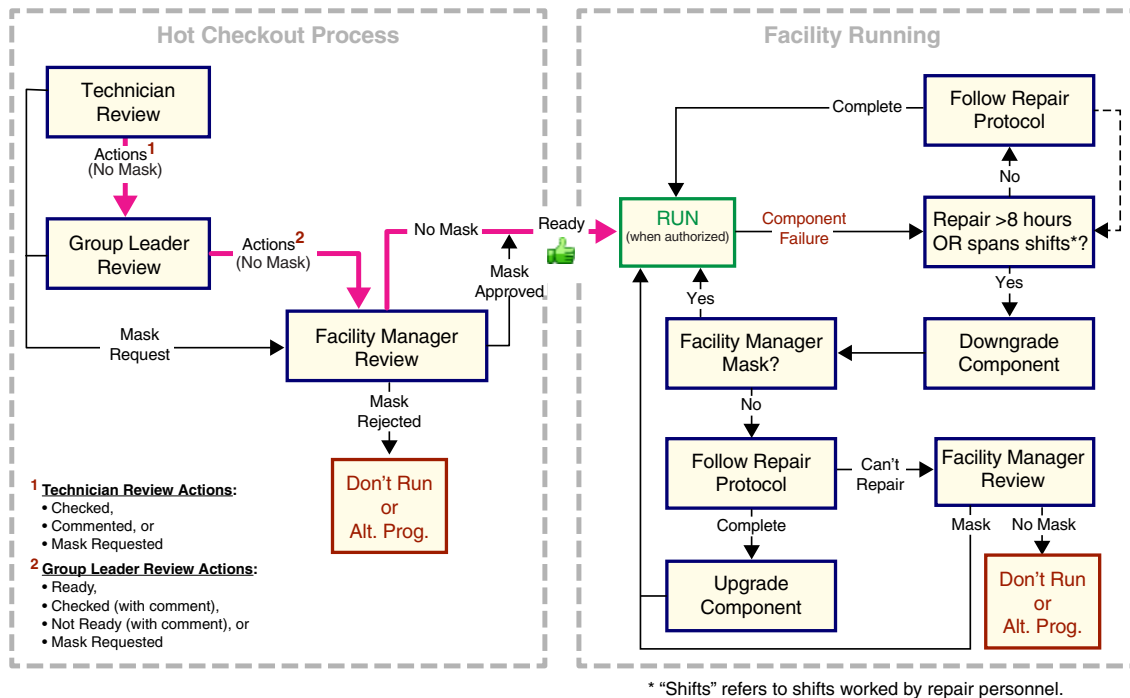 Hot Checkout Process
Technician
Review
Actions1
(No Mask)
Group Leader
Review
Actions2
(No Mask)
Mask
Request
Facility Manager
Review
No Mask
Mask
Approved
Ready
Mask
Rejected
Don't Run
or
Alt. Prog.
1 Technician Review Actions:
• Checked,
• Commented, or
• Mask Requested
2 Group Leader Review Actions:
• Ready,
• Checked (with comment),
• Not Ready (with comment), or
• Mask Requested
Facility Running
Complete
Follow Repair
Protocol
No
RUN
(when authorized)
Component
Failure
Repair >8 hours
OR spans shifts*?
Yes
Yes
Facility Manager
Mask?
Downgrade
Component
No
Follow Repair
Protocol
Can't
Repair
Facility Manager
Review
Complete
Mask
No Mask
Upgrade
Component
Don't Run
or
Alt. Prog.
* "Shifts" refers to shifts worked by repair personnel.